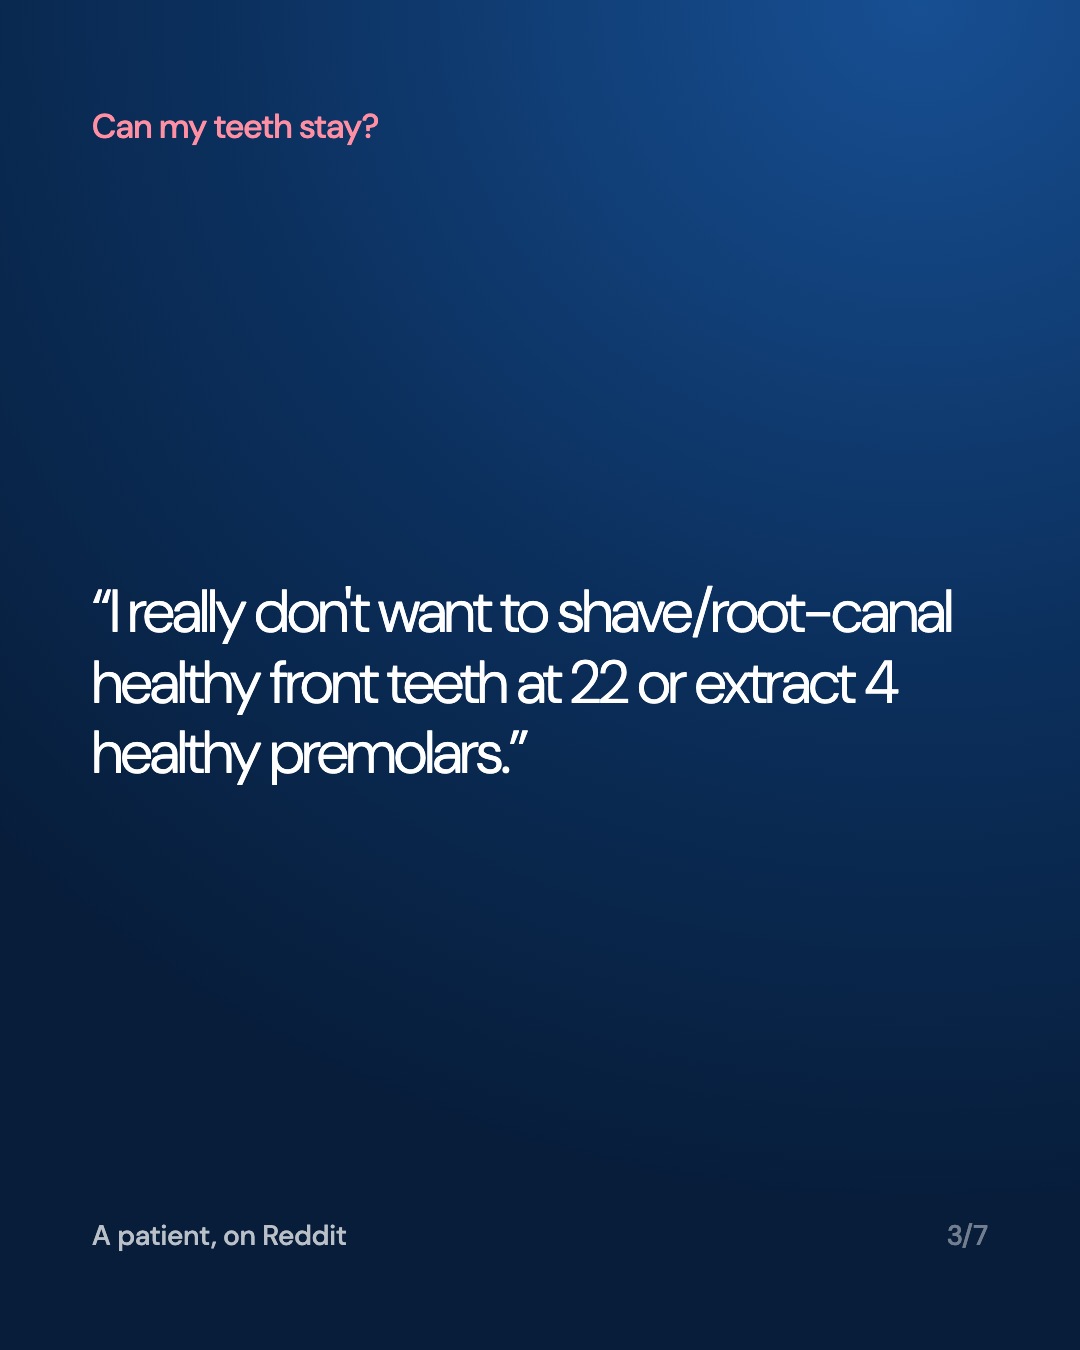 Can my teeth stay?
“I really don't want to shave/root-canal
healthy front teeth at 22 or extract 4
healthy premolars.”
A patient, on Reddit
3/7